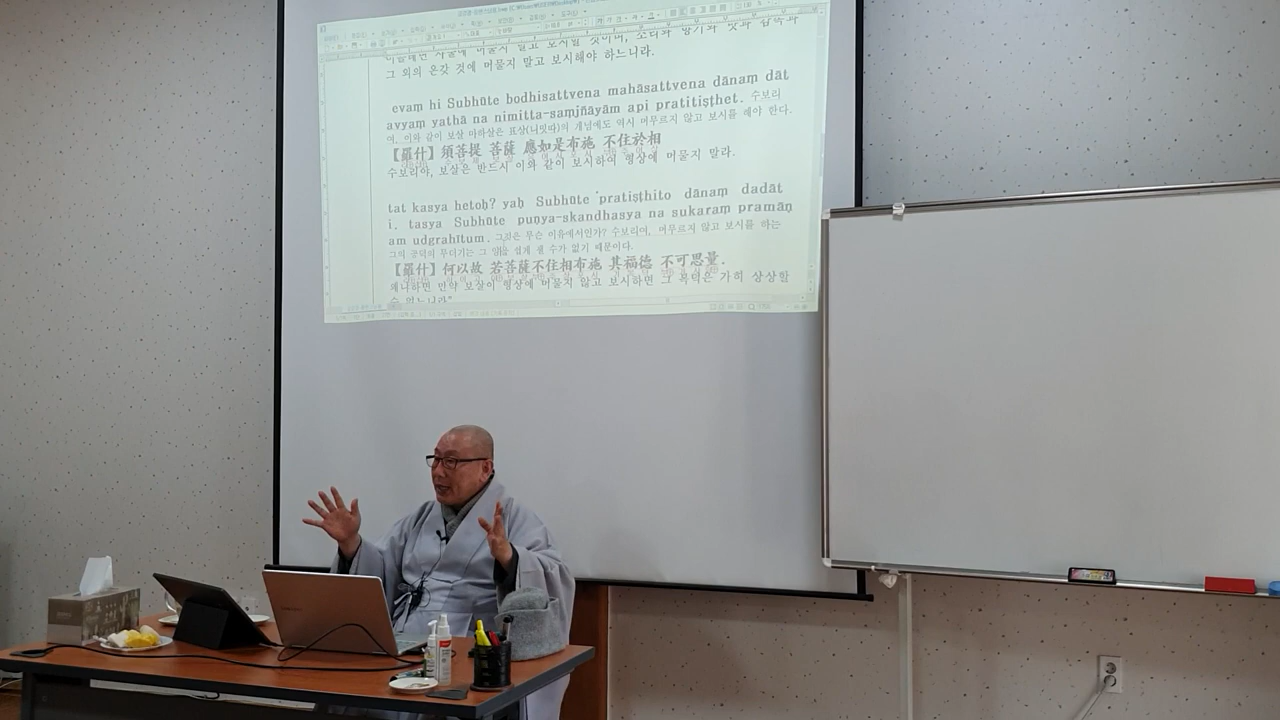 그 외의 온갖 것에 머물지 말고 보시해야 하느니라.
evaṃ hi Subhūte bodhisattvena mahāsattvena dānaṃ dāt
avyaṃ yathā na nimitta-saṃjñāyām api pratitiṣṭhet. 수보리
여, 이와 같이 보살 마하살은 표상(니밋따)의 개념에도 역시 머무르지 않고 보시를 해야 한다.
【羅什】 須菩提 菩薩 應如是布施 不住於相
수보리야, 보살은 반드시 이와 같이 보시하여 형상에 머물지 말라.
tat kasya hetoḥ? yaḥ Subhūte 'pratiṣṭhito dānaṃ dadāt
i. tasya Subhūte puṇya-skandhasya na sukaraṃ pramāṇ
am udgrahītum. 그것은 무슨 이유에서인가? 수보리여, 머무르지 않고 보시를 하는
그의 공덕의 무더기는 그 양을 쉽게 잴 수가 없기 때문이다.
【羅什】 何以故 若菩薩不住相布施 其福德 不可思量.
왜냐하면 만약 보살이 형상에 머물지 않고 보시하면 그 복덕은 가히 상상할
수 없느니라"